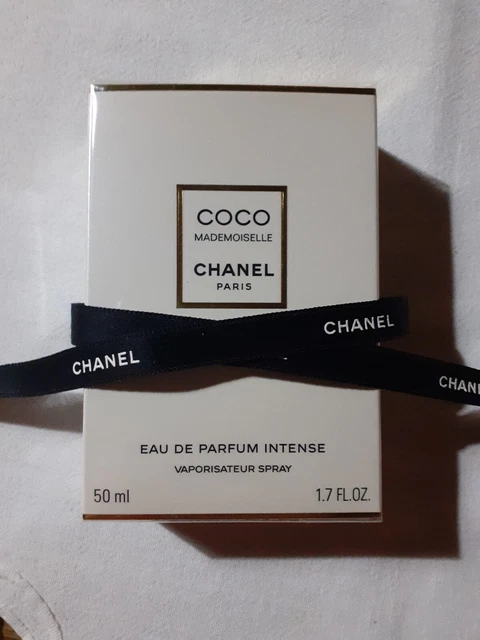 COCO
MADEMOISELLE
CHANEL
PARIS
CHANEL
CHANEL
CHANEL
EAU DE PARFUM INTENSE
VAPORISATEUR SPRAY
50 ml
1.7 FL.OZ.